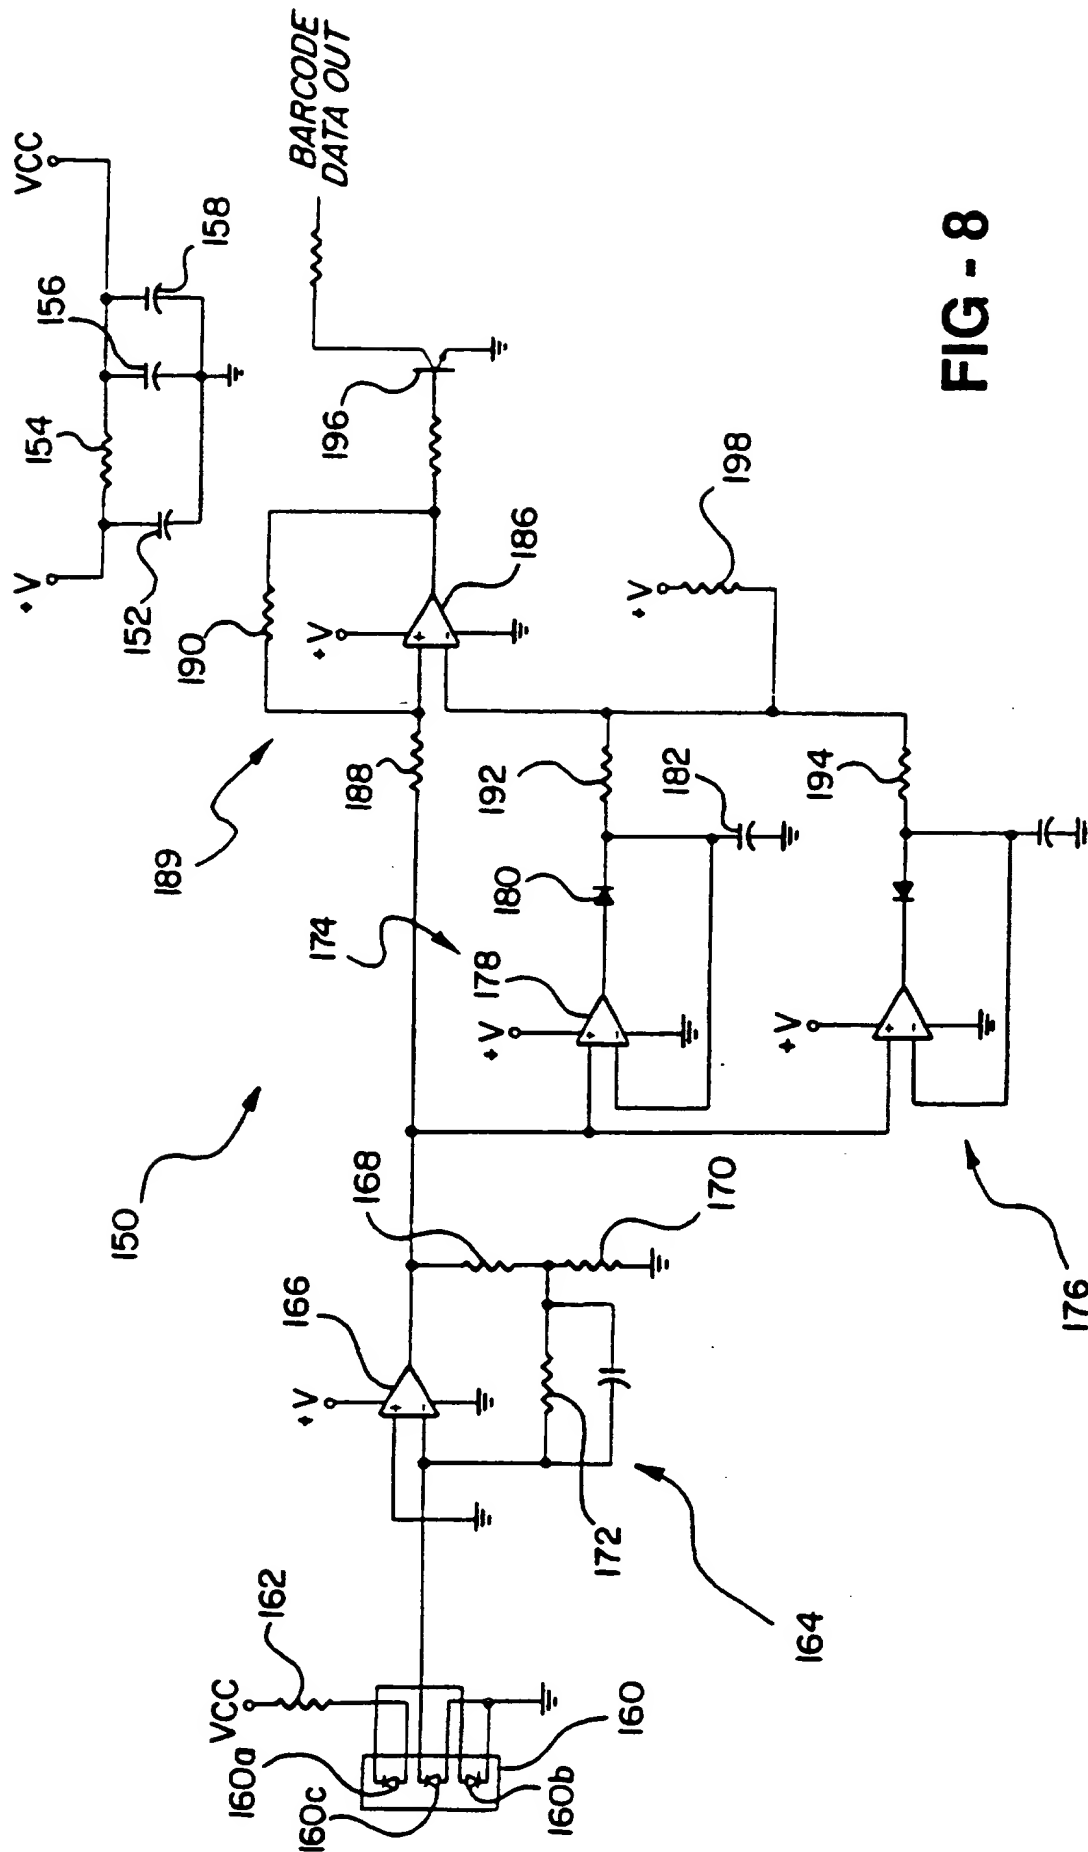 +V
152
154
156
158
VCC
BARCODE
DATA OUT
196
190
+V
186
189
188
198
+V
192
182
194
174
180
178
+V
+V
176
150
168
170
166
+V
172
164
VCC
162
160a
160c
160b
160
+
-
+
-
+
-
+
-
FIG - 8